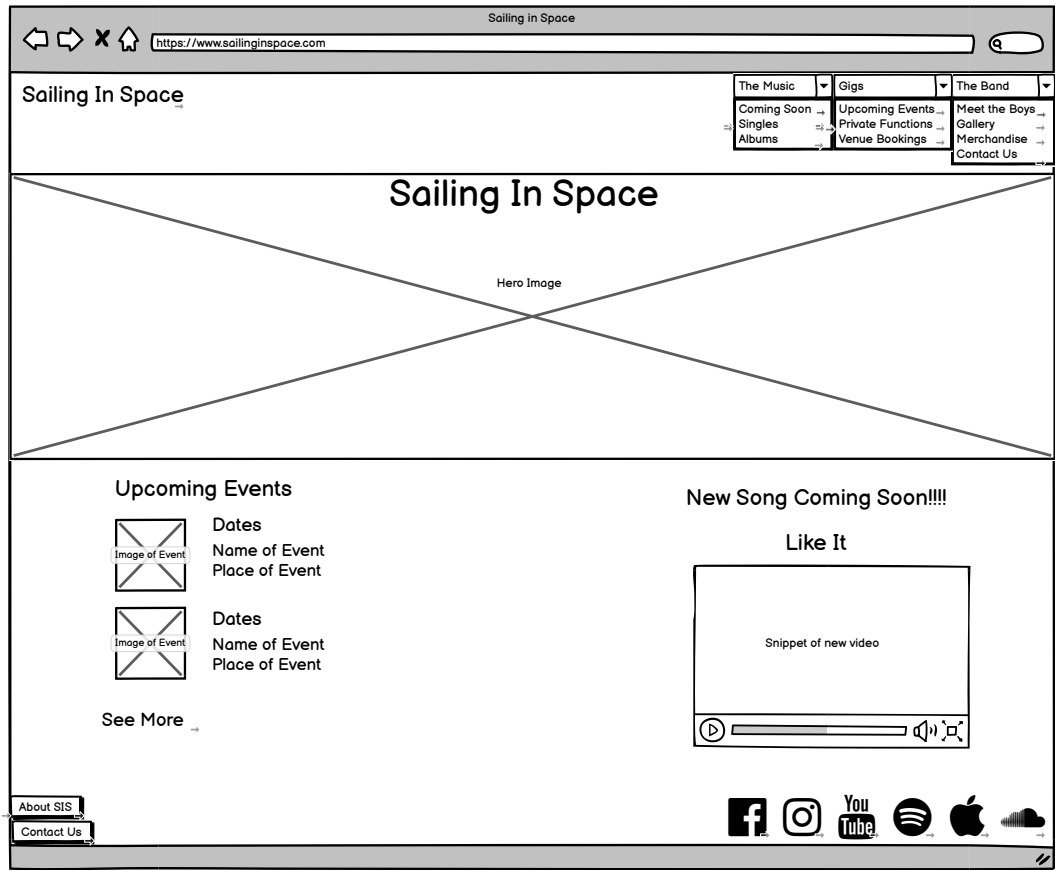 Sailing in Space
https://www.sailinginspace.com
Sailing In Space
The Music
Coming Soon
Singles
Albums
Gigs
Upcoming Events
Private Functions
Venue Bookings
The Band
Meet the Boys
Gallery
Merchandise
Contact Us
Sailing In Space
Hero Image
Upcoming Events
Image of Event
Dates
Name of Event
Place of Event
Image of Event
Dates
Name of Event
Place of Event
See More
New Song Coming Soon!!!!
Like It
Snippet of new video
About SIS
Contact Us
You
Tube